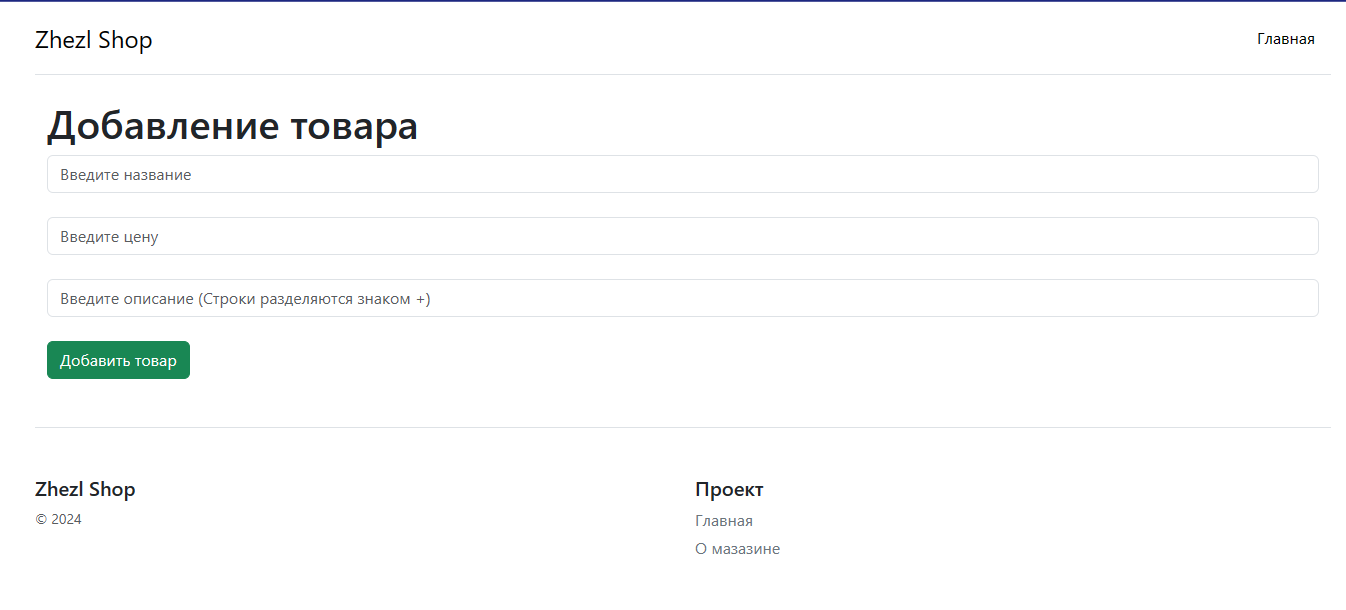 Zhezl Shop
Главная
Добавление товара
Введите название
Введите цену
Введите описание (Строки разделяются знаком +)
Добавить товар
Zhezl Shop
© 2024
Проект
Главная
О мазазине